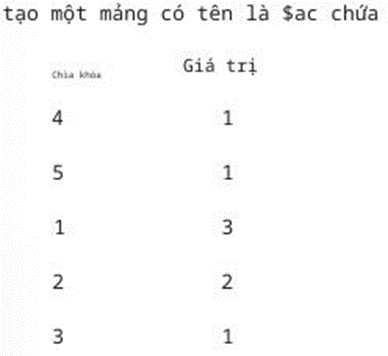 tạo một mảng có tên là $ac chứa
Chìa khóa Giá trị
4 1
5 1
1 3
2 2
3 1